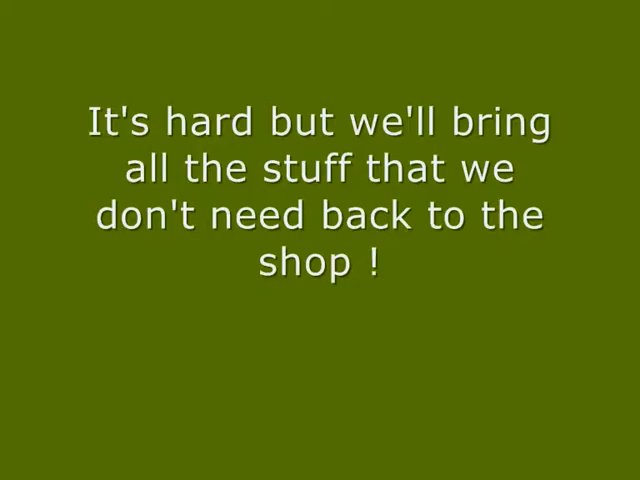 It's hard but we'll bring
all the stuff that we
don't need back to the
shop !